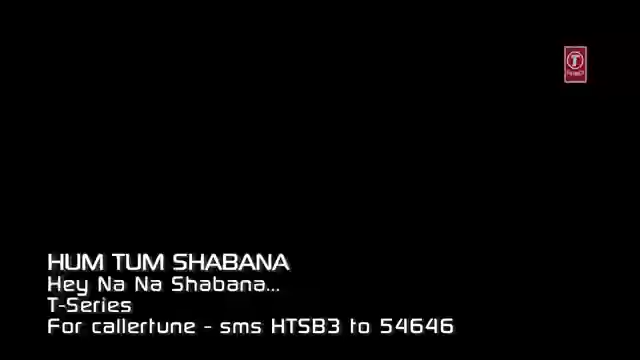 HUM TUM SHABANA
Hey Na Na Shabana...
T-Series
For callertune - sms HTSB3 to 54646